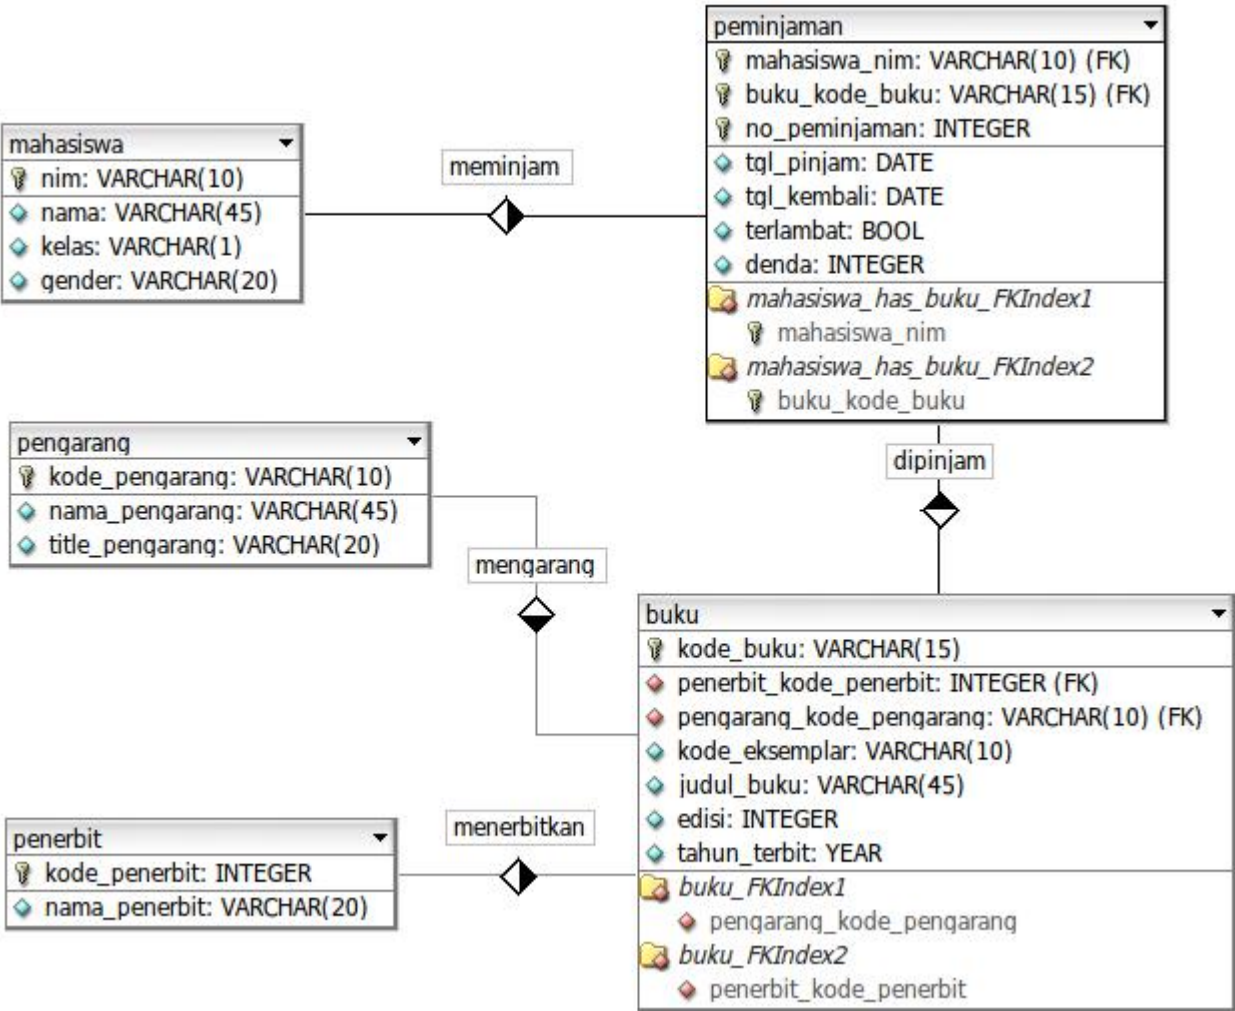 peminjaman
mahasiswa_nim: VARCHAR(10) (FK)
buku_kode_buku: VARCHAR(15) (FK)
no_peminjaman: INTEGER
tgl_pinjam: DATE
tgl_kembali: DATE
terlambat: BOOL
denda: INTEGER
mahasiswa_has_buku_FKIndex1
mahasiswa_nim
mahasiswa_has_buku_FKIndex2
buku_kode_buku
mahasiswa
nim: VARCHAR(10)
nama: VARCHAR(45)
kelas: VARCHAR(1)
gender: VARCHAR(20)
meminjam
pengarang
kode_pengarang: VARCHAR(10)
nama_pengarang: VARCHAR(45)
title_pengarang: VARCHAR(20)
dipinjam
mengarang
buku
kode_buku: VARCHAR(15)
penerbit_kode_penerbit: INTEGER (FK)
pengarang_kode_pengarang: VARCHAR(10) (FK)
kode_eksemplar: VARCHAR(10)
judul_buku: VARCHAR(45)
edisi: INTEGER
tahun_terbit: YEAR
buku_FKIndex1
pengarang_kode_pengarang
buku_FKIndex2
penerbit_kode_penerbit
menerbitkan
penerbit
kode_penerbit: INTEGER
nama_penerbit: VARCHAR(20)